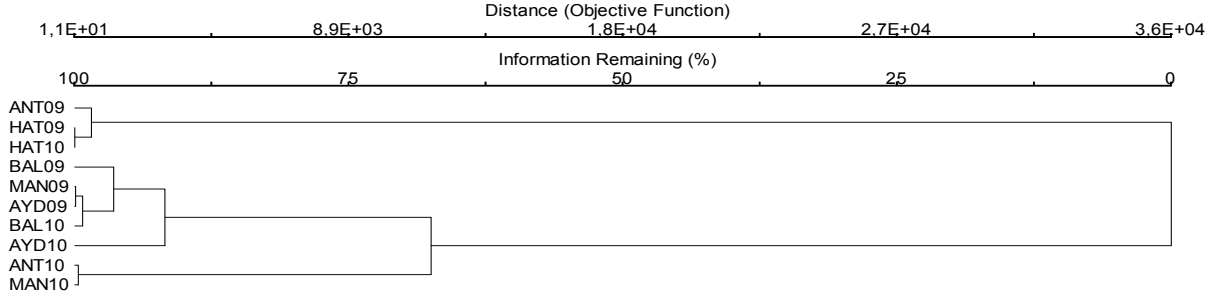 Distance (Objective Function)
1,1E+01 8,9E+03 1,8E+04 2,7E+04 3,6E+04
Information Remaining (%)
100 75 50 25 0
ANT09
HAT09
HAT10
BAL09
MAN09
AYD09
BAL10
AYD10
ANT10
MAN10